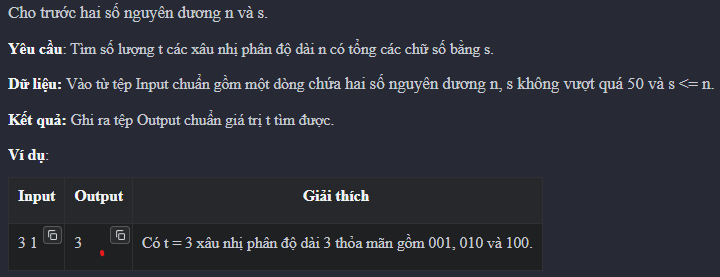 Cho trước hai số nguyên dương n và s.
Yêu cầu: Tìm số lượng t các xâu nhị phân độ dài n có tổng các chữ số bằng s.
Dữ liệu: Vào từ tệp Input chuẩn gồm một dòng chứa hai số nguyên dương n, s không vượt quá 50 và s <= n.
Kết quả: Ghi ra tệp Output chuẩn giá trị t tìm được.
Ví dụ:
Input Output Giải thích
3 1 3 Có t = 3 xâu nhị phân độ dài 3 thỏa mãn gồm 001, 010 và 100.